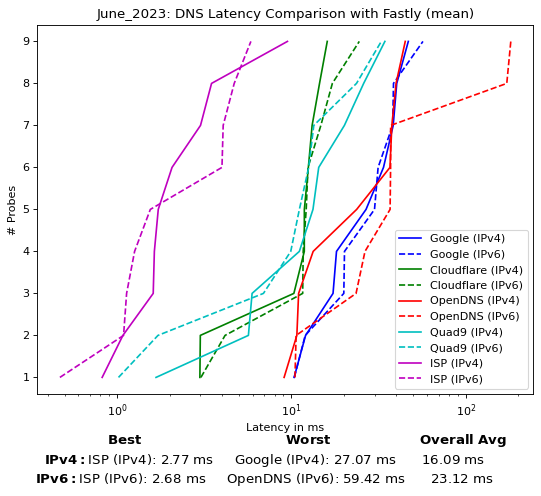 June_2023: DNS Latency Comparison with Fastly (mean)
# Probes
9
8
7
6
5
4
3
2
1
Google (IPv4)
Google (IPv6)
Cloudflare (IPv4)
Cloudflare (IPv6)
OpenDNS (IPv4)
OpenDNS (IPv6)
Quad9 (IPv4)
Quad9 (IPv6)
ISP (IPv4)
ISP (IPv6)
10⁰ 10¹ 10²
Latency in ms
Best Worst Overall Avg
IPv4: ISP (IPv4): 2.77 ms Google (IPv4): 27.07 ms 16.09 ms
IPv6: ISP (IPv6): 2.68 ms OpenDNS (IPv6): 59.42 ms 23.12 ms